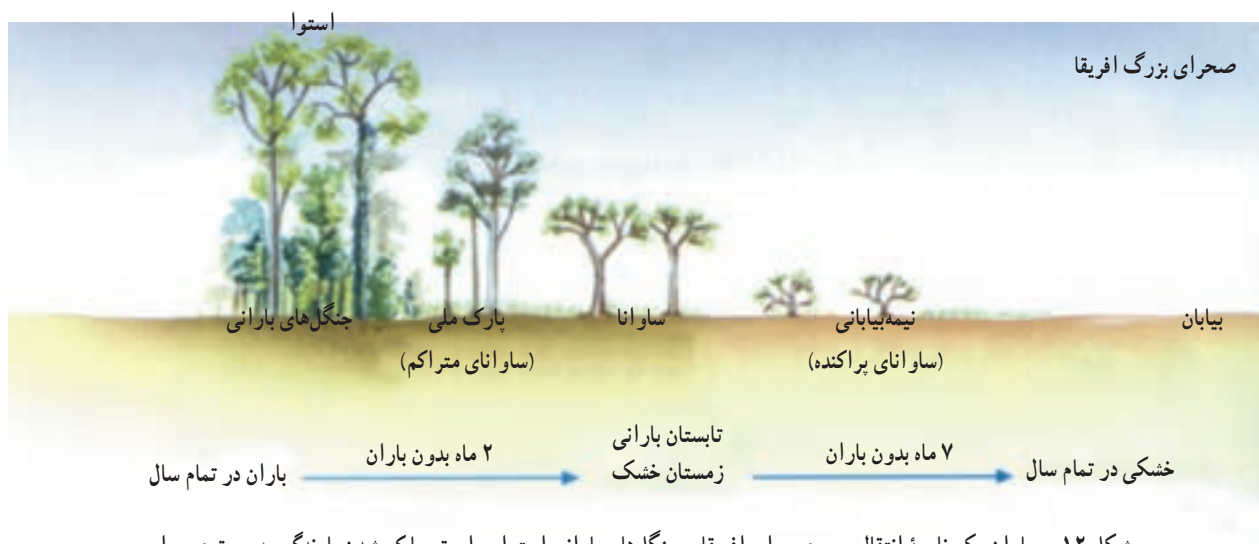 استوا
صحرای بزرگ افریقا
جنگل‌های بارانی
پارک ملی
(ساوانای متراکم)
ساوانا
نیمه‌بیابانی
(ساوانای پراکنده)
بیابان
باران در تمام سال
۲ ماه بدون باران
تابستان بارانی
زمستان خشک
۷ ماه بدون باران
خشکی در تمام سال